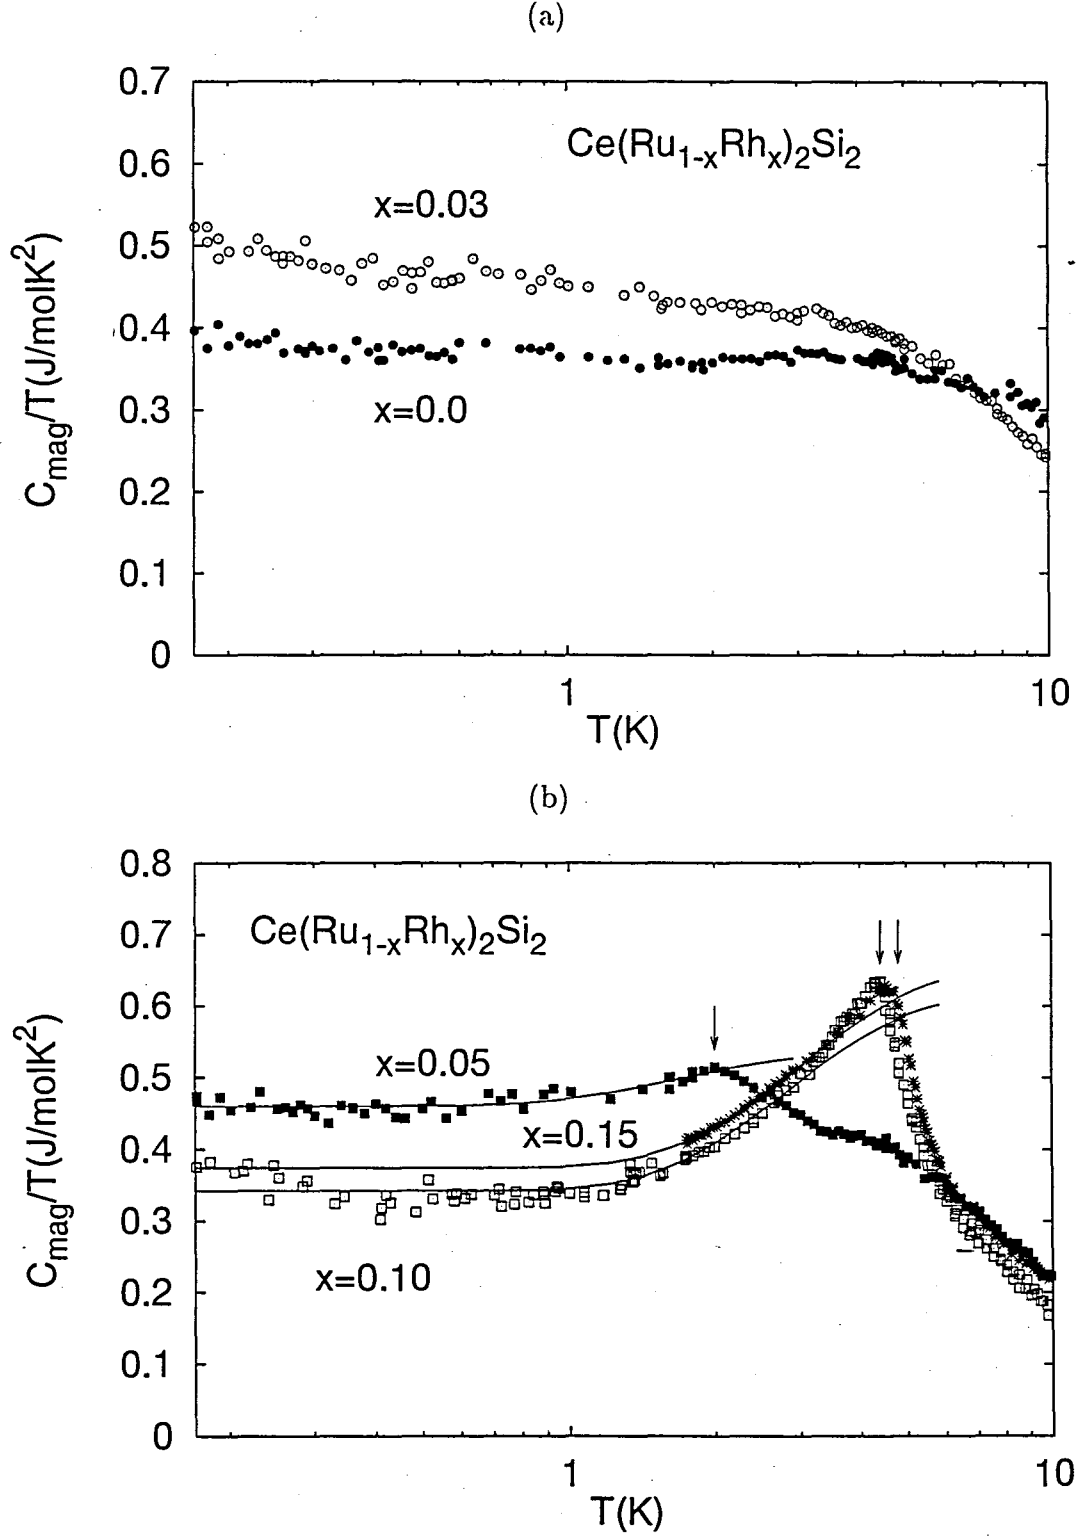 (a)
0.7
Ce(Ru1-xRhx)2Si2
0.6
x=0.03
0.5
0.4
x=0.0
0.3
0.2
0.1
0
Cmag/T(J/molK2)
1
10
T(K)
(b)
0.8
Ce(Ru1-xRhx)2Si2
0.7
0.6
x=0.05
0.5
x=0.15
0.4
0.3
x=0.10
0.2
0.1
0
Cmag/T(J/molK2)
1
10
T(K)